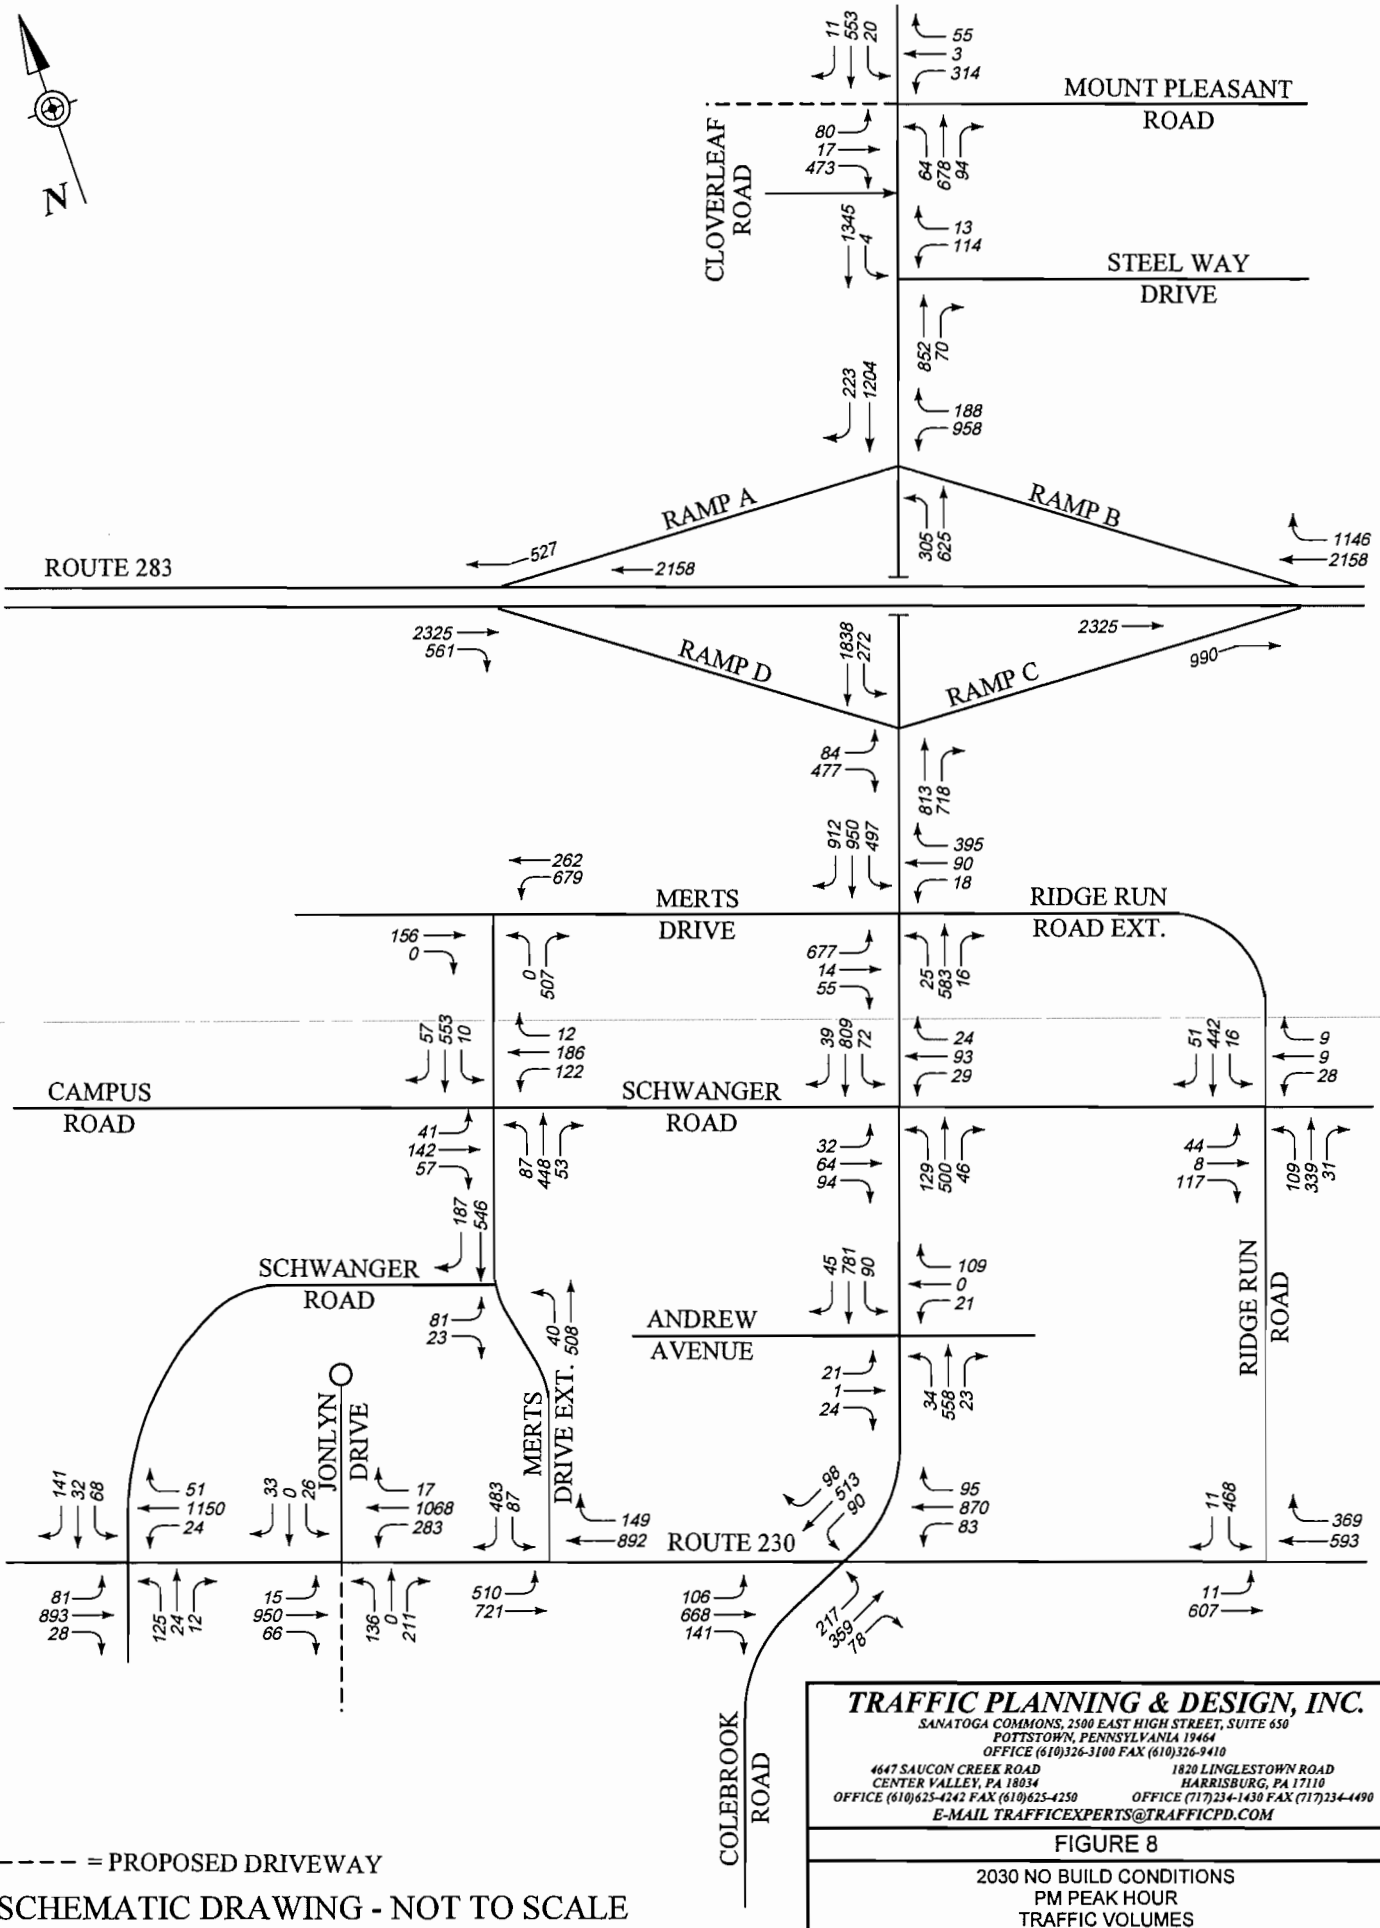 11 553 20
55
3
314
MOUNT PLEASANT
ROAD
80
17
473
64 678 94
CLOVERLEAF
ROAD
1345 4
13
114
STEEL WAY
DRIVE
852 70
223 1204
188
958
RAMP A
RAMP B
305 625
527
2158
1146
2158
ROUTE 283
N
2325
561
RAMP D
1838 272
RAMP C
2325
990
84
477
813 718
912 950 497
395
90
18
262
679
MERTS
DRIVE
RIDGE RUN
ROAD EXT.
156
0
0 507
677
14
55
25 583 16
57 553 10
12
186
122
39 809 72
24
93
29
51 442 16
9
9
28
CAMPUS
ROAD
SCHWANGER
ROAD
41
142
57
87 448 53
32
64
94
129 500 46
44
8
117
109 339 31
187 546
SCHWANGER
ROAD
81
23
40 508
45 781 90
109
0
21
ANDREW
AVENUE
21
1
24
34 558 23
RIDGE RUN
ROAD
JONLYN
DRIVE
MERTS
DRIVE EXT.
141 32 68
51
1150
24
33 0 26
17
1068
283
483 87
149
892
ROUTE 230
98 513 90
95
870
83
11 468
369
593
81
893
28
125 24 12
15
950
66
136 0 211
510
721
106
668
141
217 359 78
11
607
COLEBROOK
ROAD
TRAFFIC PLANNING & DESIGN, INC.
SANATOGA COMMONS, 2500 EAST HIGH STREET, SUITE 650
POTTSTOWN, PENNSYLVANIA 19464
OFFICE (610)326-3100 FAX (610)326-9410
4647 SAUCON CREEK ROAD
CENTER VALLEY, PA 18034
OFFICE (610)625-4242 FAX (610)625-4250
1820 LINGLESTOWN ROAD
HARRISBURG, PA 17110
OFFICE (717)234-1430 FAX (717)234-4490
E-MAIL TRAFFICEXPERTS@TRAFFICPD.COM
FIGURE 8
2030 NO BUILD CONDITIONS
PM PEAK HOUR
TRAFFIC VOLUMES
---- = PROPOSED DRIVEWAY
SCHEMATIC DRAWING - NOT TO SCALE